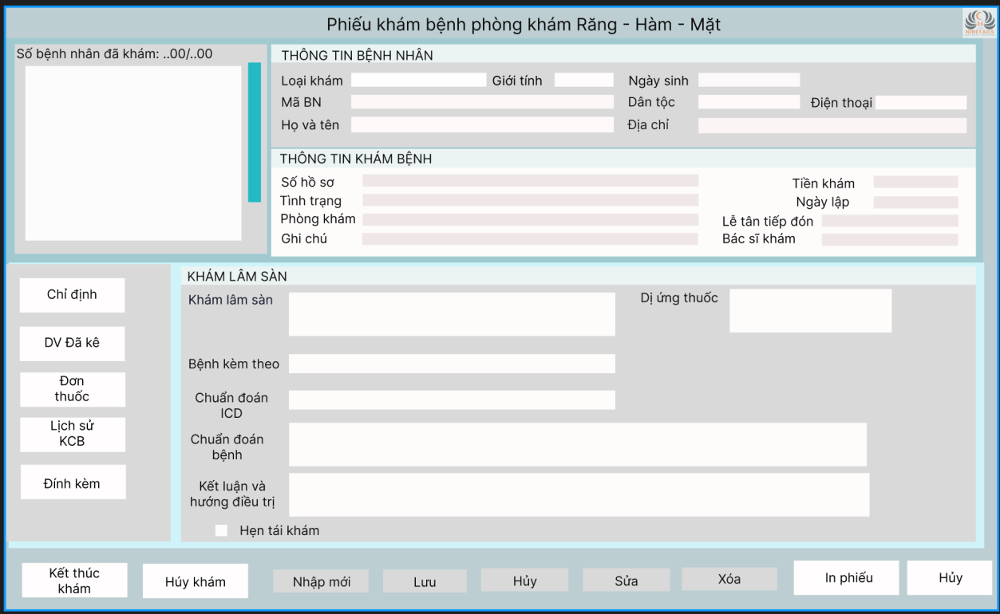 Phiếu khám bệnh phòng khám Răng - Hàm - Mặt
NINETAILS
Số bệnh nhân đã khám: ..00/..00
THÔNG TIN BỆNH NHÂN
Loại khám Giới tính Ngày sinh
Mã BN Dân tộc Điện thoại
Họ và tên Địa chỉ
THÔNG TIN KHÁM BỆNH
Số hồ sơ Tiền khám
Tình trạng Ngày lập
Phòng khám Lễ tân tiếp đón
Ghi chú Bác sĩ khám
Chỉ định
DV Đã kê
Đơn
thuốc
Lịch sử
KCB
Đính kèm
KHÁM LÂM SÀN
Khám lâm sàn Dị ứng thuốc
Bệnh kèm theo
Chuẩn đoán
ICD
Chuẩn đoán
bệnh
Kết luận và
hướng điều trị
Hẹn tái khám
Kết thúc
khám
Húy khám
Nhập mới
Lưu
Hủy
Sửa
Xóa
In phiếu
Hủy